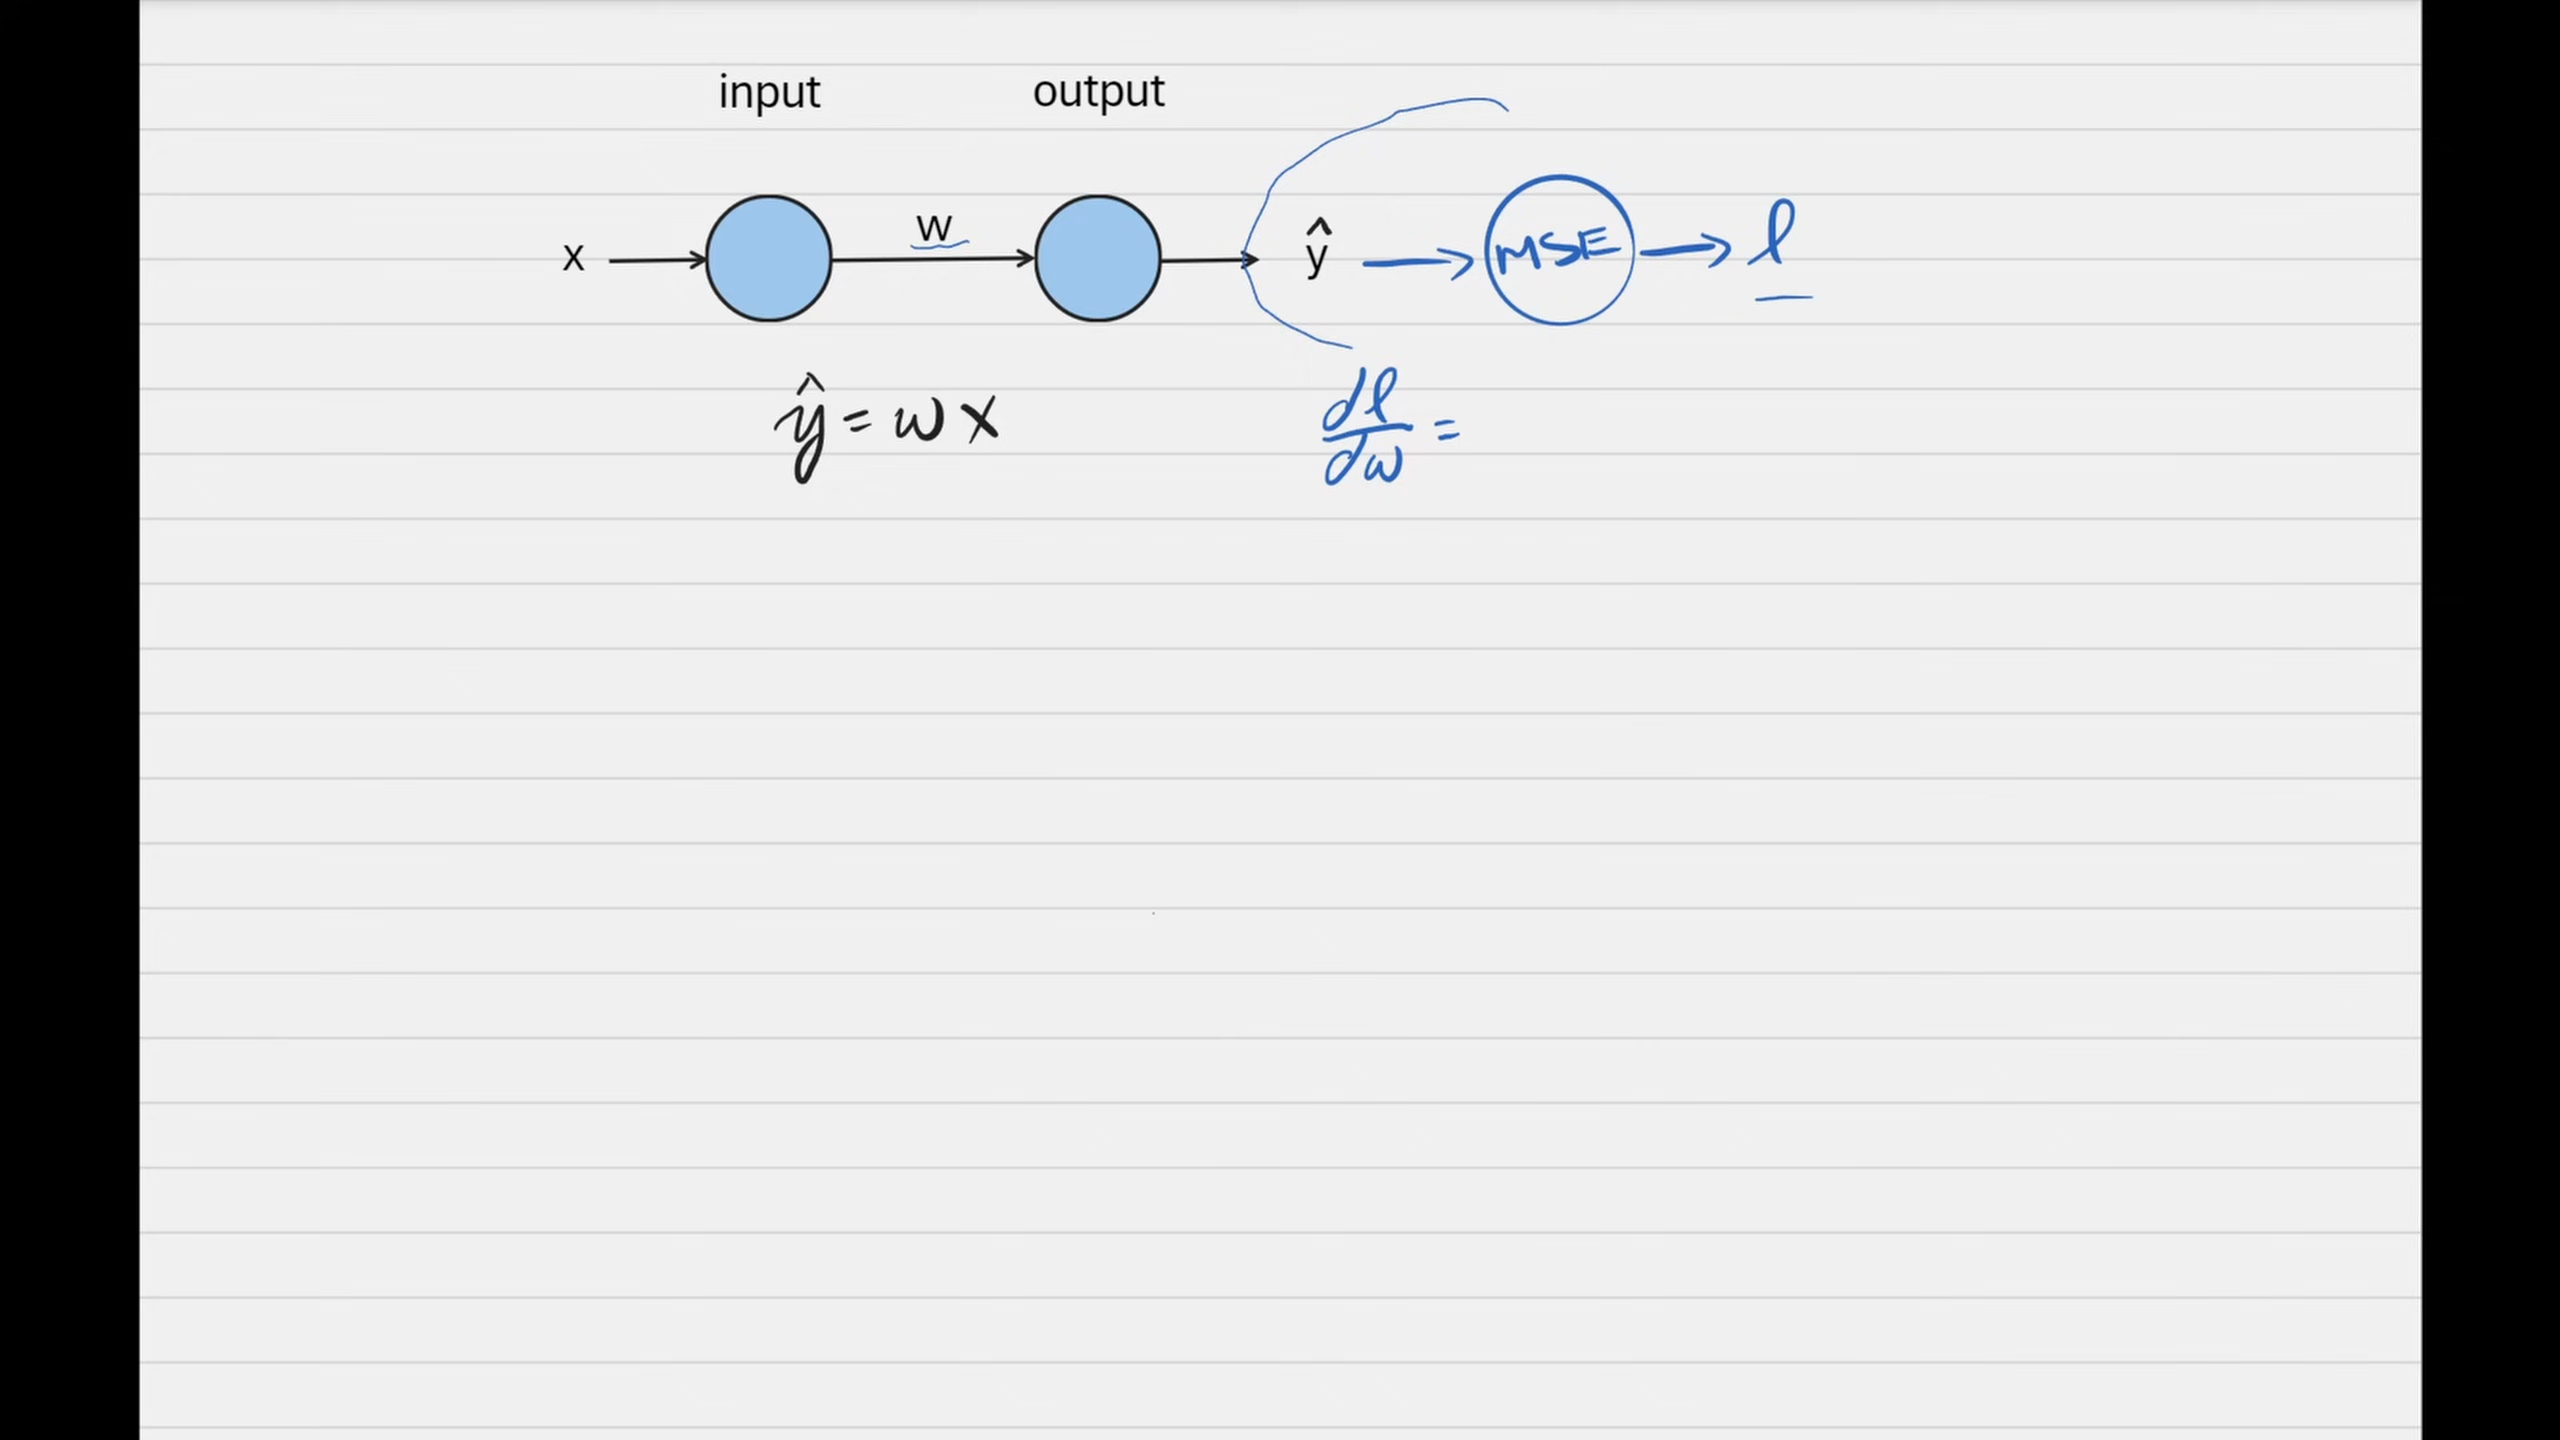 input output
x w ŷ MSE ℓ
ŷ = w x
dℓ/dw =